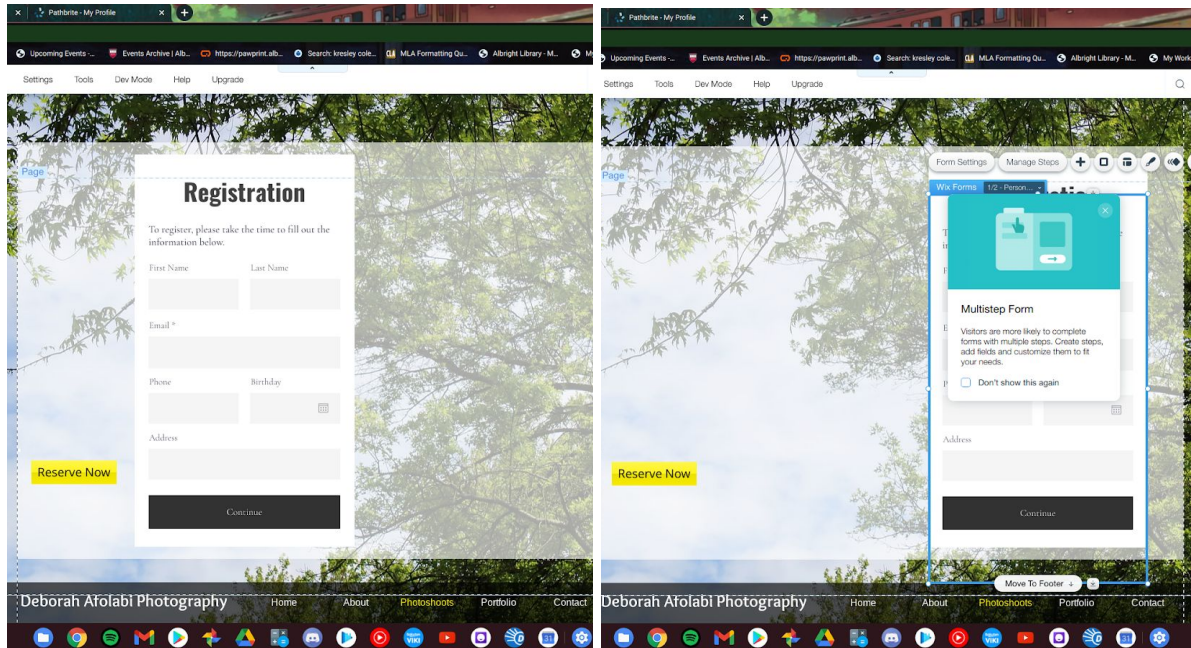 Pathbrite - My Profile
Upcoming Events -... Events Archive | Alb... https://pawprint.alb... Search: kresley cole... MLA Formatting Qu... Albright Library - M...
Settings Tools Dev Mode Help Upgrade
Page
Registration
To register, please take the time to fill out the
information below.
First Name Last Name
Email *
Phone Birthday
Address
Reserve Now
Continue
Deborah Afolabi Photography Home About Photoshoots Portfolio Contact
VIKI
31
Pathbrite - My Profile
Upcoming Events -... Events Archive | Alb... https://pawprint.alb... Search: kresley cole... MLA Formatting Qu... Albright Library - M... My Work
Settings Tools Dev Mode Help Upgrade
Page
Form Settings Manage Steps
Wix Forms 1/2 - Person...
Multistep Form
Visitors are more likely to complete
forms with multiple steps. Create steps,
add fields and customize them to fit
your needs.
Don't show this again
Address
Reserve Now
Continue
Move To Footer
Deborah Afolabi Photography Home About Photoshoots Portfolio Contact
VIKI
31